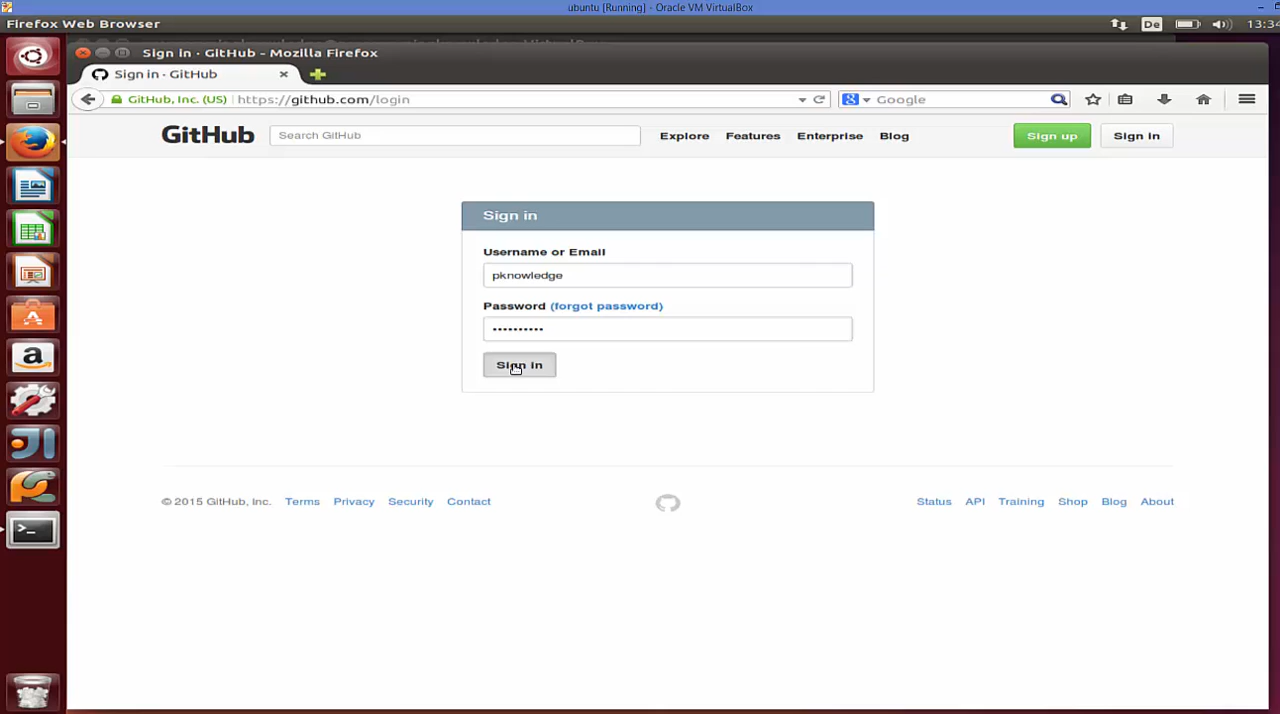 ubuntu [Running] - Oracle VM VirtualBox
Firefox Web Browser
De
13:34
Sign in · GitHub - Mozilla Firefox
Sign in · GitHub
GitHub, Inc. (US)
https://github.com/login
Google
GitHub
Search GitHub
Explore
Features
Enterprise
Blog
Sign up
Sign in
Sign in
Username or Email
pknowledge
Password (forgot password)
Sign in
© 2015 GitHub, Inc.
Terms
Privacy
Security
Contact
Status
API
Training
Shop
Blog
About